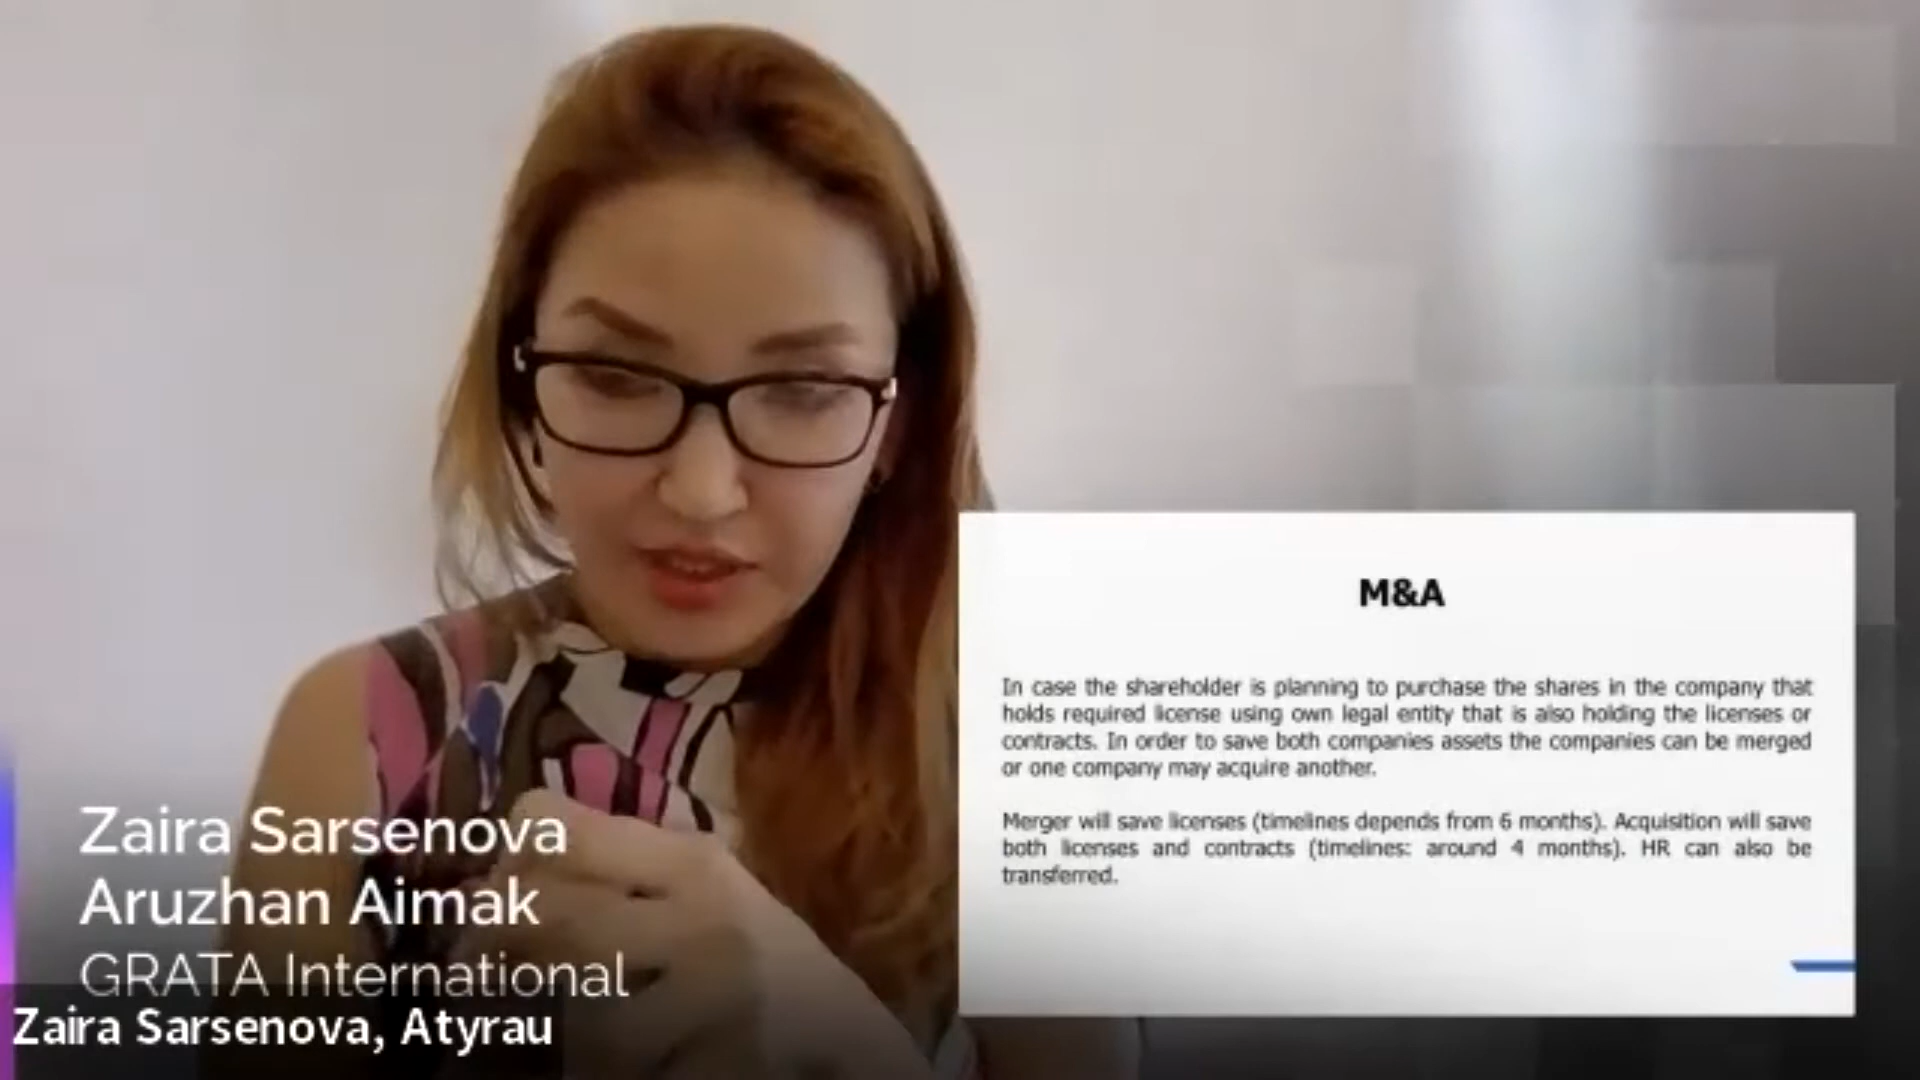 M&A
In case the shareholder is planning to purchase the shares in the company that
holds required license using own legal entity that is also holding the licenses or
contracts. In order to save both companies assets the companies can be merged
or one company may acquire another.
Merger will save licenses (timelines depends from 6 months). Acquisition will save
both licenses and contracts (timelines: around 4 months). HR can also be
transferred.
Zaira Sarsenova
Aruzhan Aimak
GRATA International
Zaira Sarsenova, Atyrau